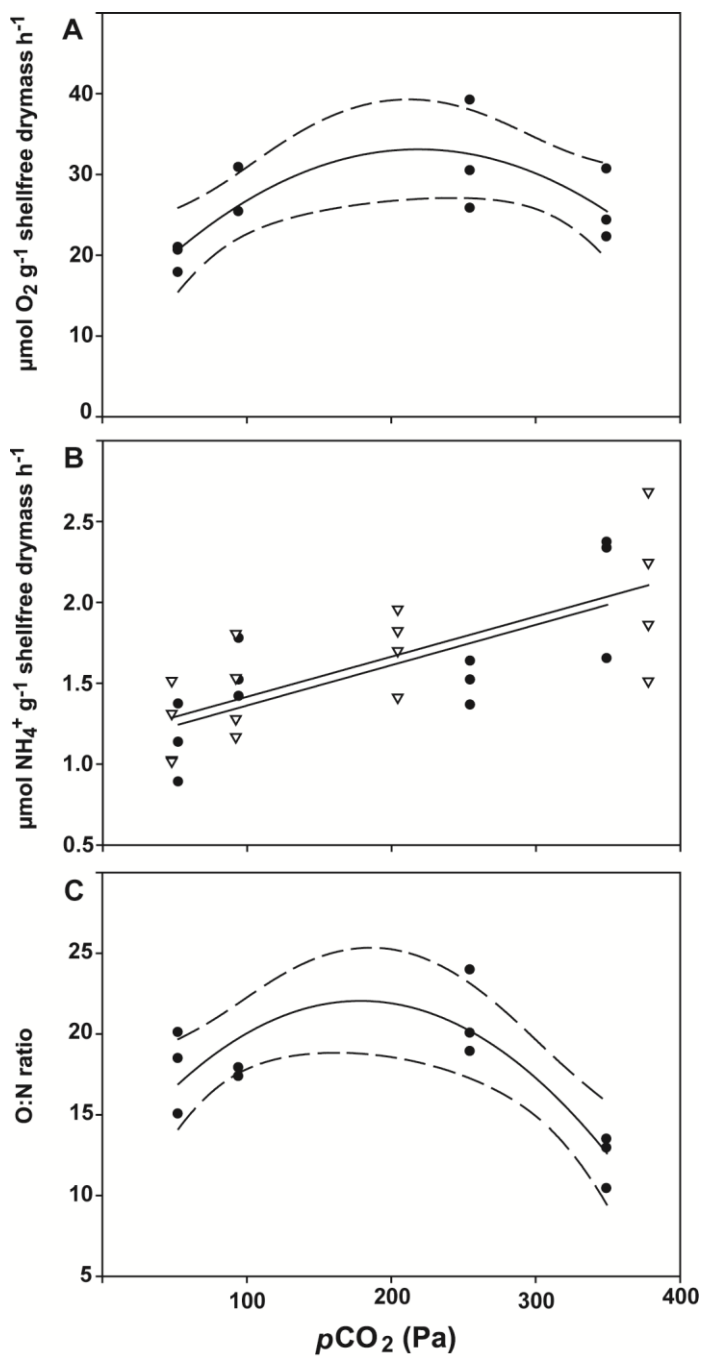 A
µmol O₂ g⁻¹ shellfree drymass h⁻¹
40
30
20
10
0
B
µmol NH₄⁺ g⁻¹ shellfree drymass h⁻¹
2.5
2.0
1.5
1.0
0.5
C
O:N ratio
25
20
15
10
5
100 200 300 400
pCO₂ (Pa)